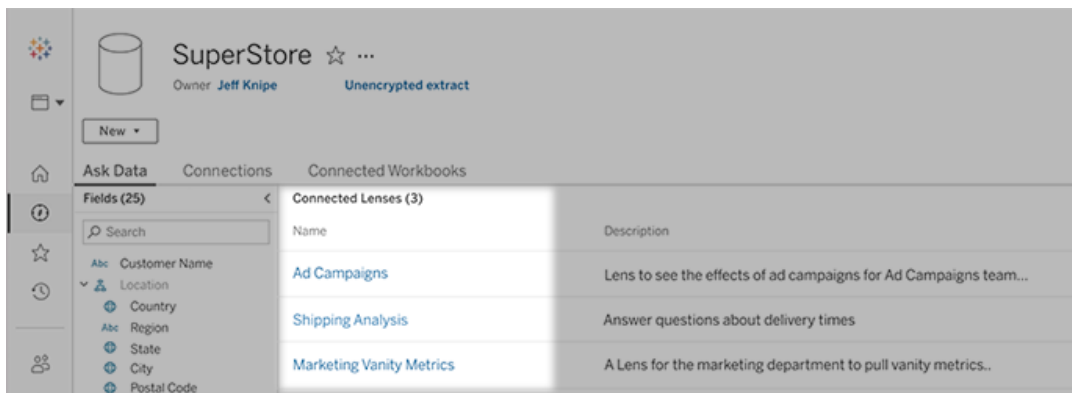 SuperStore ☆ ...
Owner Jeff Knipe Unencrypted extract
New
Ask Data Connections Connected Workbooks
Fields (25)
Search
Abc Customer Name
Location
Country
Abc Region
State
City
Postal Code
Connected Lenses (3)
Name Description
Ad Campaigns Lens to see the effects of ad campaigns for Ad Campaigns team...
Shipping Analysis Answer questions about delivery times
Marketing Vanity Metrics A Lens for the marketing department to pull vanity metrics..